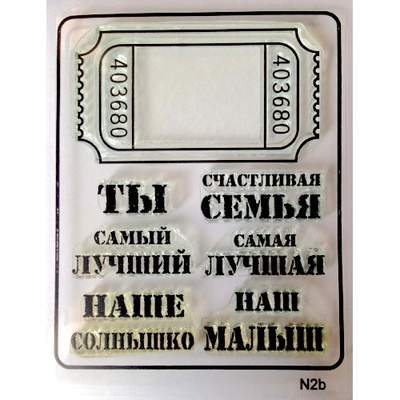 403680
403680
ТЫ
СЧАСТЛИВАЯ
СЕМЬЯ
САМЫЙ
ЛУЧШИЙ
САМАЯ
ЛУЧШАЯ
НАШЕ
СОЛНЫШКО
НАШ
МАЛЫШ
N2b